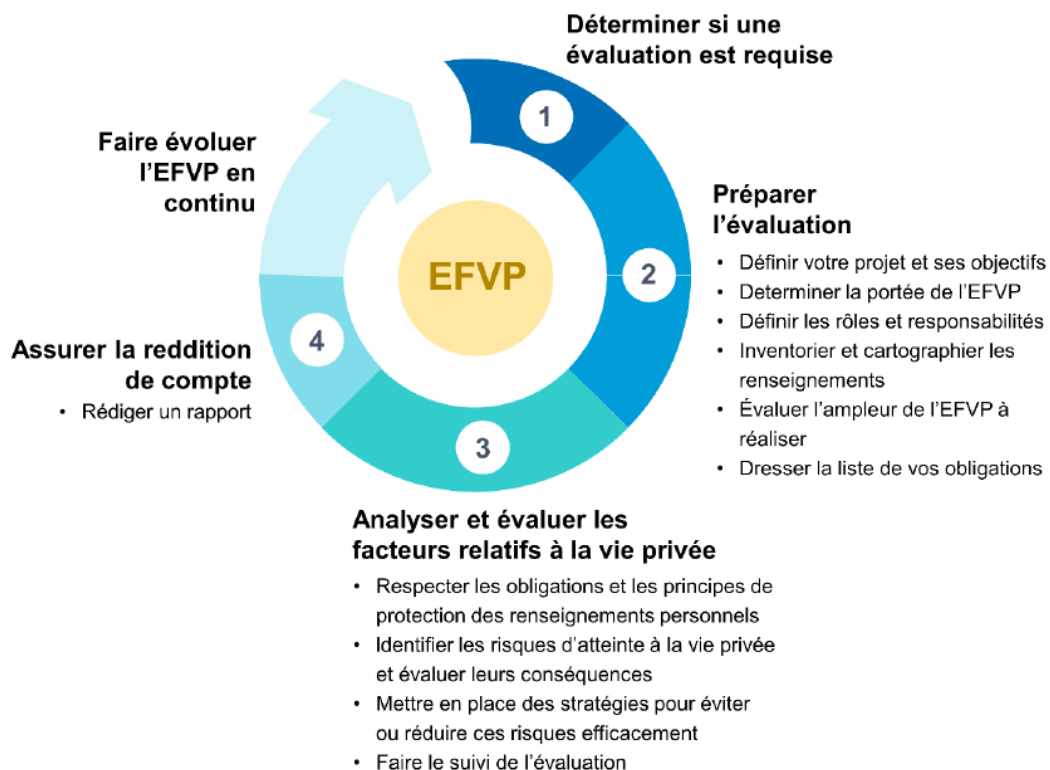 Déterminer si une
évaluation est requise
1
Préparer
l'évaluation
• Définir votre projet et ses objectifs
• Determiner la portée de l'EFVP
• Définir les rôles et responsabilités
• Inventorier et cartographier les
renseignements
• Évaluer l'ampleur de l'EFVP à
réaliser
• Dresser la liste de vos obligations
2
Analyser et évaluer les
facteurs relatifs à la vie privée
• Respecter les obligations et les principes de
protection des renseignements personnels
• Identifier les risques d'atteinte à la vie privée
et évaluer leurs conséquences
• Mettre en place des stratégies pour éviter
ou réduire ces risques efficacement
• Faire le suivi de l'évaluation
3
Assurer la reddition
de compte
• Rédiger un rapport
4
Faire évoluer
l'EFVP en
continu
EFVP